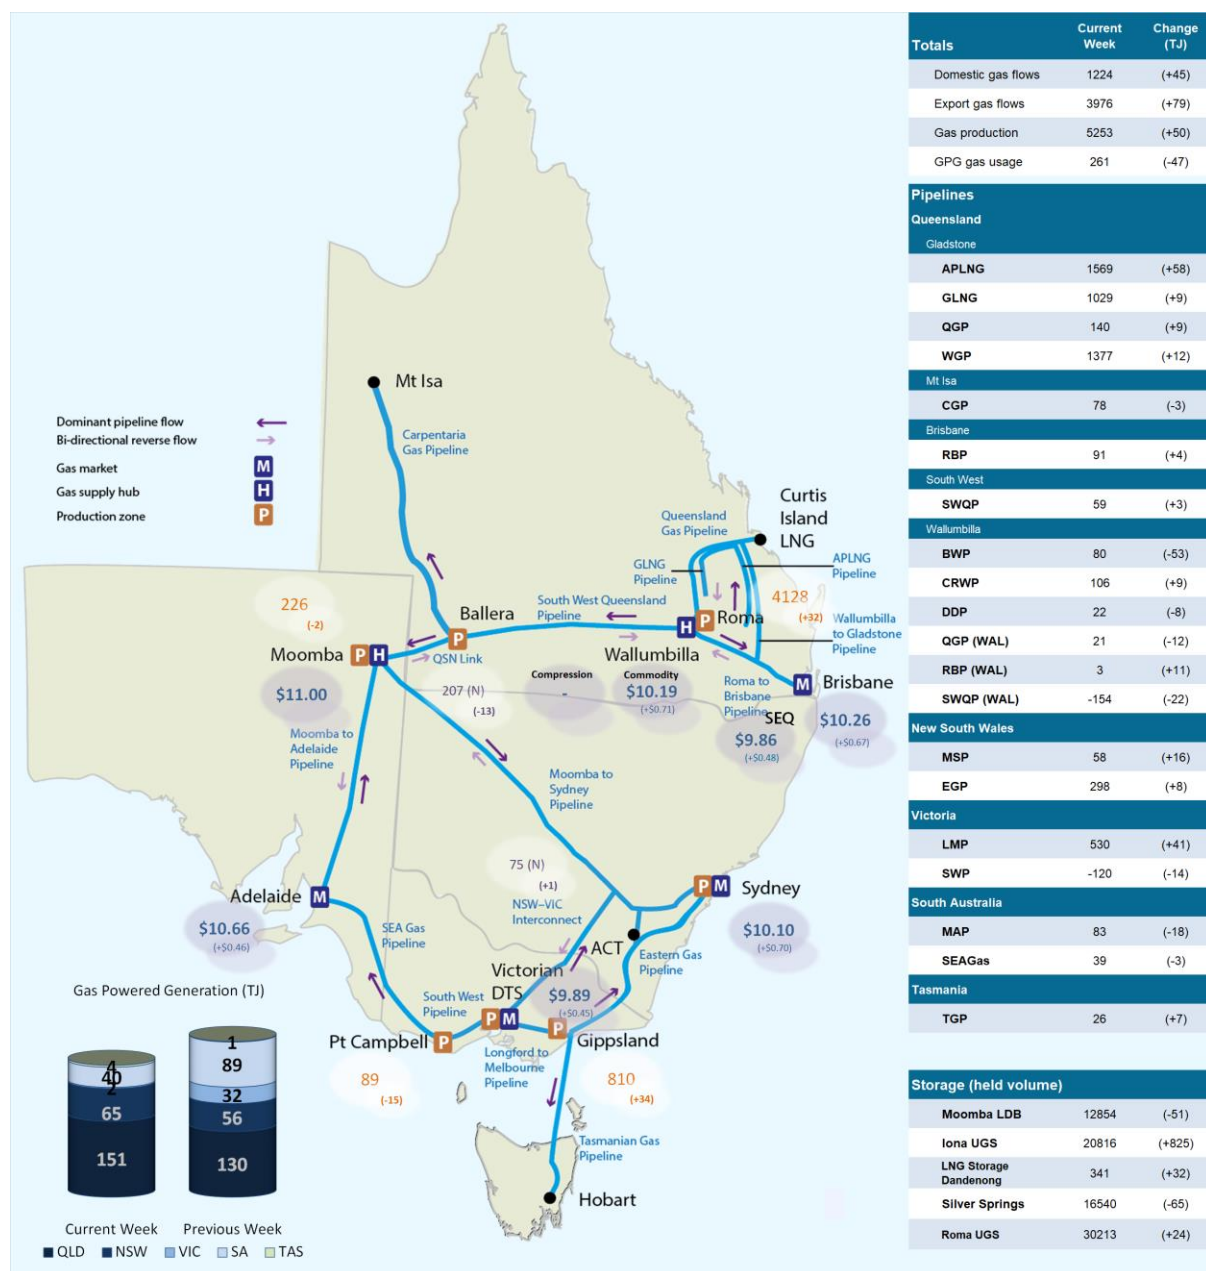 Mt Isa
Dominant pipeline flow
Bi-directional reverse flow
Gas market M
Gas supply hub H
Production zone P
Carpentaria
Gas Pipeline
Curtis
Island
LNG
Queensland
Gas Pipeline
GLNG
Pipeline
APLNG
Pipeline
226
(-2)
Ballera
South West Queensland
Pipeline
4128
(+32)
P Roma
H
Wallumbilla
to Gladstone
Pipeline
Moomba P H
P
QSN Link
Wallumbilla
Compression
-
Commodity
$10.19
(+$0.71)
Roma to
Brisbane
Pipeline
M Brisbane
$11.00
207 (N)
(-13)
SEQ
$9.86
(+$0.48)
$10.26
(+$0.67)
Moomba to
Adelaide
Pipeline
Moomba to
Sydney
Pipeline
75 (N)
(+1)
NSW–VIC
Interconnect
P M Sydney
Adelaide M
$10.66
(+$0.46)
SEA Gas
Pipeline
ACT
Eastern Gas
Pipeline
$10.10
(+$0.70)
Victorian
DTS
$9.89
(+$0.45)
South West
Pipeline
P M
P
Pt Campbell P
Gippsland
Longford to
Melbourne
Pipeline
89
(-15)
810
(+34)
Tasmanian Gas
Pipeline
Hobart
Gas Powered Generation (TJ)
4
40
2
65
151
1
89
32
56
130
Current Week
Previous Week
QLD NSW VIC SA TAS
Totals Current Week Change (TJ)
Domestic gas flows 1224 (+45)
Export gas flows 3976 (+79)
Gas production 5253 (+50)
GPG gas usage 261 (-47)
Pipelines
Queensland
Gladstone
APLNG 1569 (+58)
GLNG 1029 (+9)
QGP 140 (+9)
WGP 1377 (+12)
Mt Isa
CGP 78 (-3)
Brisbane
RBP 91 (+4)
South West
SWQP 59 (+3)
Wallumbilla
BWP 80 (-53)
CRWP 106 (+9)
DDP 22 (-8)
QGP (WAL) 21 (-12)
RBP (WAL) 3 (+11)
SWQP (WAL) -154 (-22)
New South Wales
MSP 58 (+16)
EGP 298 (+8)
Victoria
LMP 530 (+41)
SWP -120 (-14)
South Australia
MAP 83 (-18)
SEAGas 39 (-3)
Tasmania
TGP 26 (+7)
Storage (held volume)
Moomba LDB 12854 (-51)
Iona UGS 20816 (+825)
LNG Storage
Dandenong 341 (+32)
Silver Springs 16540 (-65)
Roma UGS 30213 (+24)